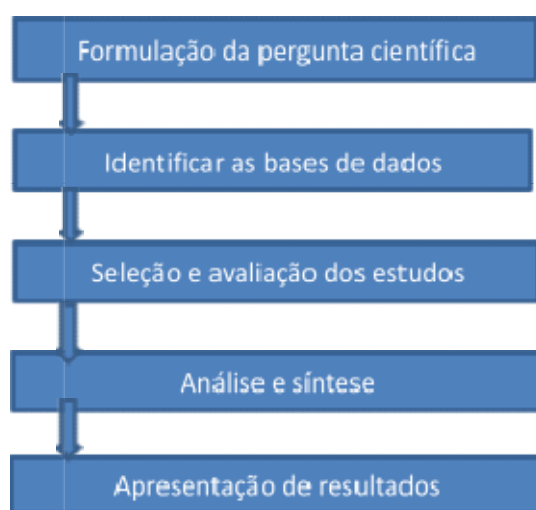 Formulação da pergunta científica
Identificar as bases de dados
Seleção e avaliação dos estudos
Análise e síntese
Apresentação de resultados